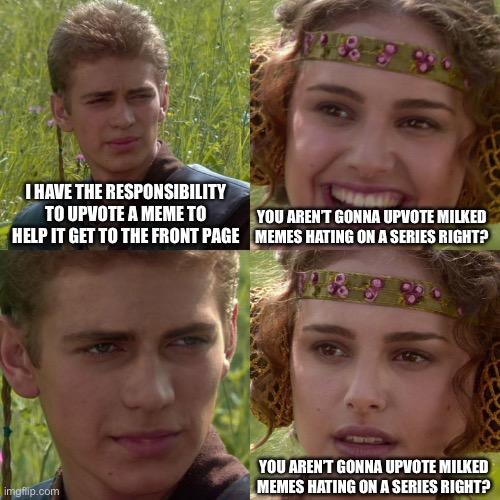 I HAVE THE RESPONSIBILITY
TO UPVOTE A MEME TO
HELP IT GET TO THE FRONT PAGE
YOU AREN'T GONNA UPVOTE MILKED
MEMES HATING ON A SERIES RIGHT?
YOU AREN'T GONNA UPVOTE MILKED
MEMES HATING ON A SERIES RIGHT?
imgflip.com